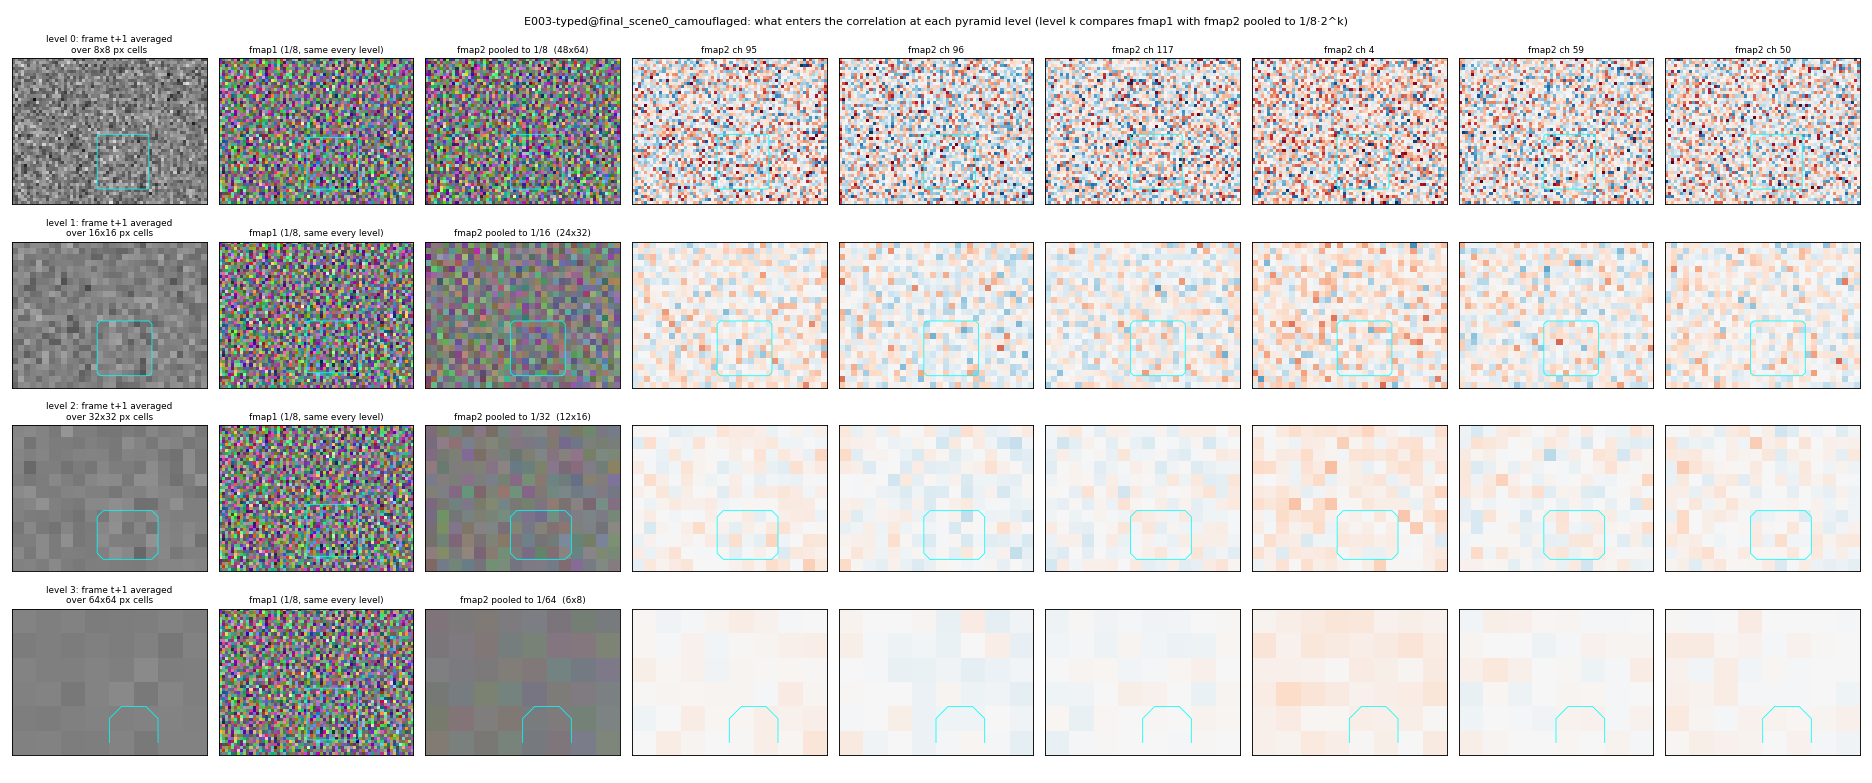 E003-typed@final_scene0_camouflaged: what enters the correlation at each pyramid level (level k compares fmap1 with fmap2 pooled to 1/8·2^k)
level 0: frame t+1 averaged
over 8x8 px cells
fmap1 (1/8, same every level)
fmap2 pooled to 1/8  (48x64)
fmap2 ch 95
fmap2 ch 96
fmap2 ch 117
fmap2 ch 4
fmap2 ch 59
fmap2 ch 50
level 1: frame t+1 averaged
over 16x16 px cells
fmap1 (1/8, same every level)
fmap2 pooled to 1/16  (24x32)
level 2: frame t+1 averaged
over 32x32 px cells
fmap1 (1/8, same every level)
fmap2 pooled to 1/32  (12x16)
level 3: frame t+1 averaged
over 64x64 px cells
fmap1 (1/8, same every level)
fmap2 pooled to 1/64  (6x8)